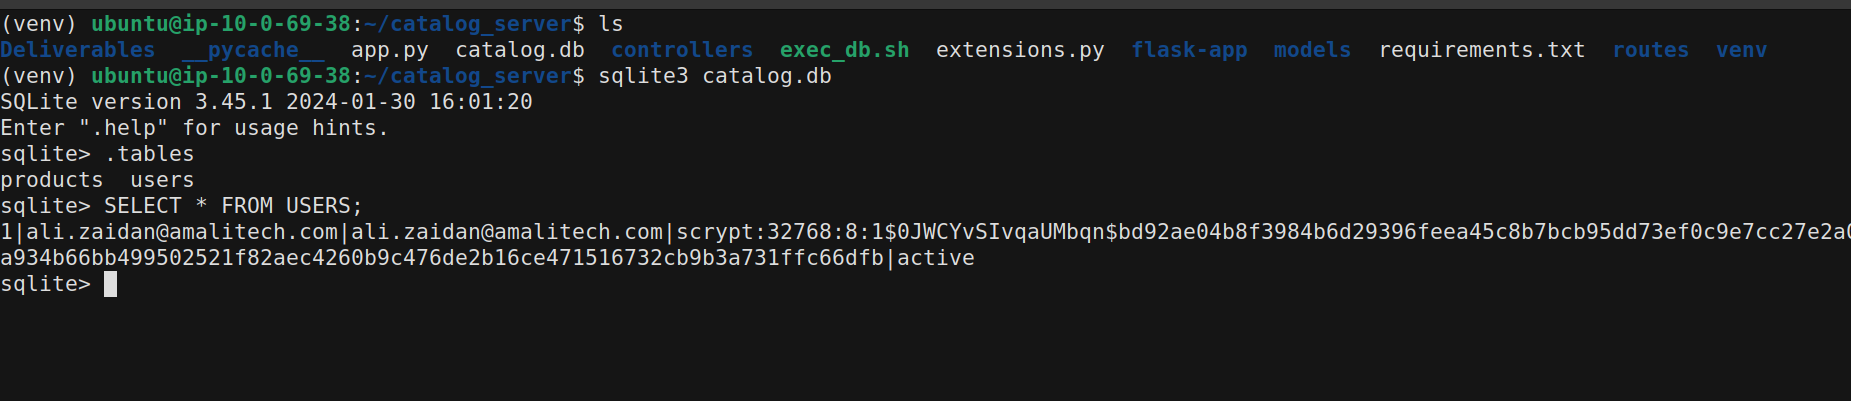 (venv) ubuntu@ip-10-0-69-38:~/catalog_server$ ls
Deliverables  __pycache__  app.py  catalog.db  controllers  exec_db.sh  extensions.py  flask-app  models  requirements.txt  routes  venv
(venv) ubuntu@ip-10-0-69-38:~/catalog_server$ sqlite3 catalog.db
SQLite version 3.45.1 2024-01-30 16:01:20
Enter ".help" for usage hints.
sqlite> .tables
products  users
sqlite> SELECT * FROM USERS;
1|ali.zaidan@amalitech.com|ali.zaidan@amalitech.com|scrypt:32768:8:1$0JWCYvSIvqaUMbqn$bd92ae04b8f3984b6d29396feea45c8b7bcb95dd73ef0c9e7cc27e2a0
a934b66bb499502521f82aec4260b9c476de2b16ce471516732cb9b3a731ffc66dfb|active
sqlite>